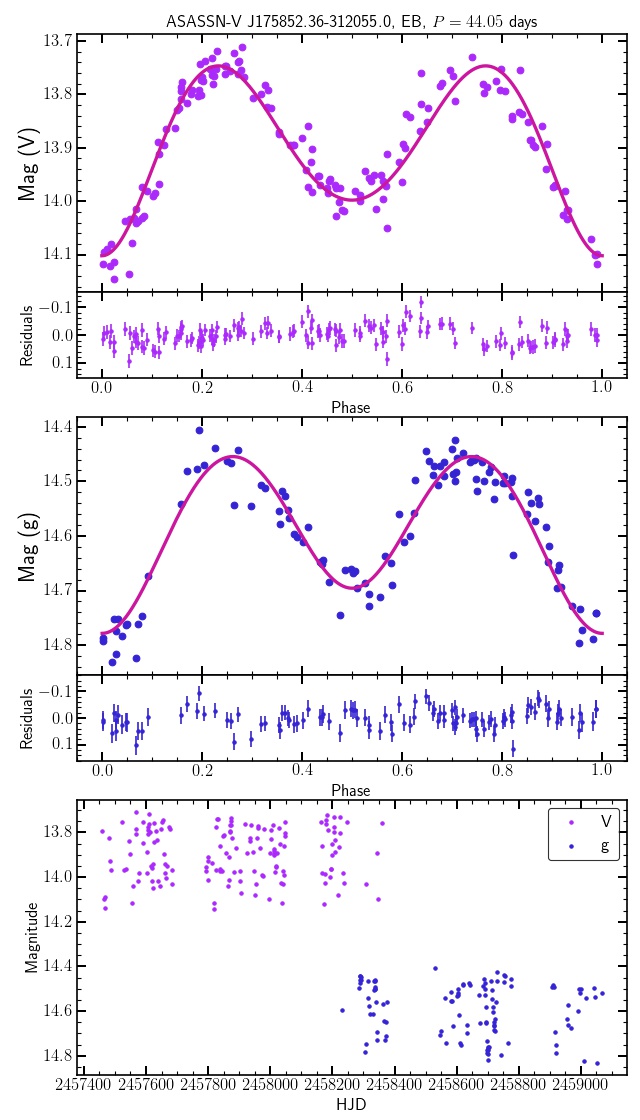 ASASSN-V J175852.36-312055.0, EB, P = 44.05 days
13.7
13.8
13.9
14.0
14.1
Mag (V)
−0.1
0.0
0.1
Residuals
0.0 0.2 0.4 0.6 0.8 1.0
Phase
14.4
14.5
14.6
14.7
14.8
Mag (g)
−0.1
0.0
0.1
Residuals
0.0 0.2 0.4 0.6 0.8 1.0
Phase
V
g
13.8
14.0
14.2
14.4
14.6
14.8
Magnitude
2457400 2457600 2457800 2458000 2458200 2458400 2458600 2458800 2459000
HJD